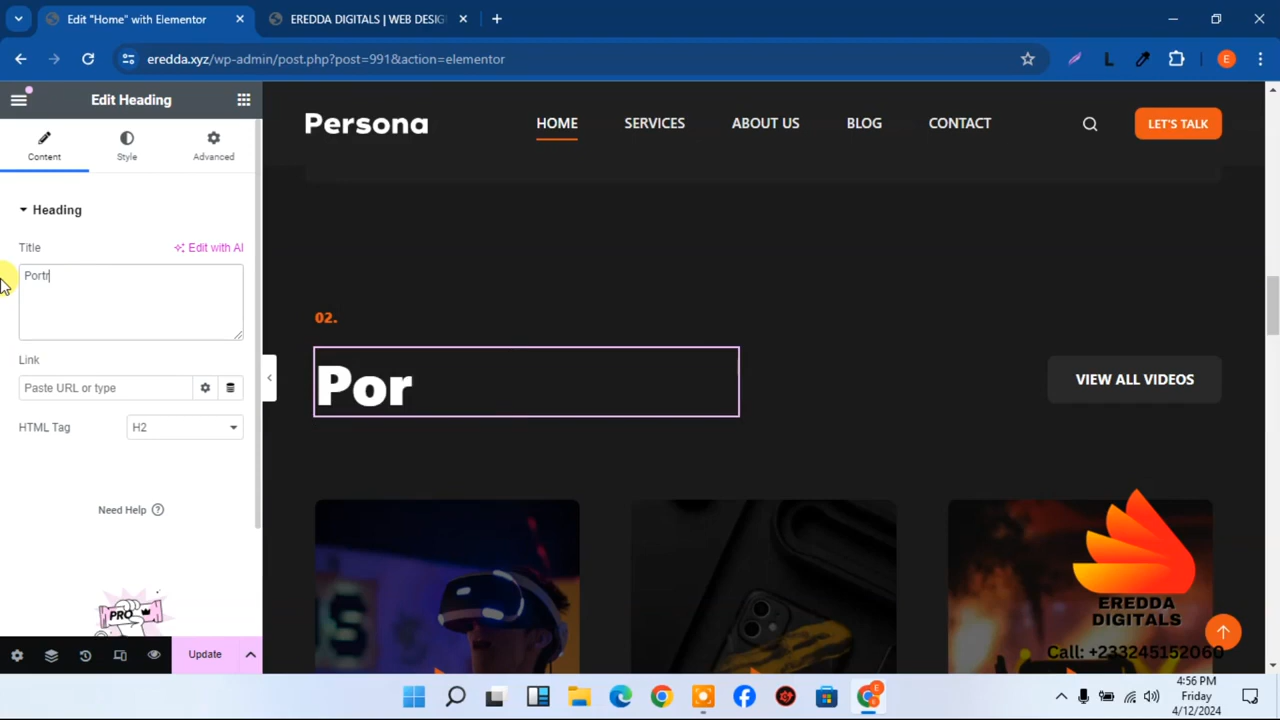 Edit "Home" with Elementor
EREDDA DIGITALS | WEB DESIG
eredda.xyz/wp-admin/post.php?post=991&action=elementor
L
E
Edit Heading
Content
Style
Advanced
Heading
Title
Edit with AI
Portr
Link
Paste URL or type
HTML Tag
H2
Need Help
PRO
Update
Persona
HOME
SERVICES
ABOUT US
BLOG
CONTACT
LET'S TALK
02.
Por
VIEW ALL VIDEOS
EREDDA
DIGITALS
Call: +233245152060
E
4:56 PM
Friday
4/12/2024